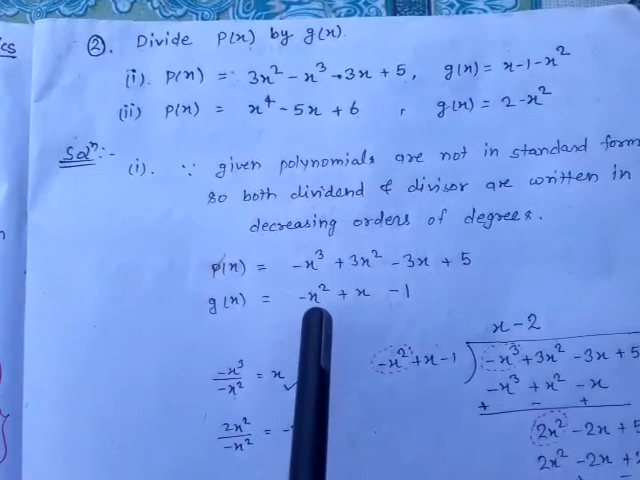 ics
②. Divide P(x) by g(x).
(i). P(x) = 3x² - x³ - 3x + 5, g(x) = x-1-x²
(ii) P(x) = x⁴ - 5x + 6, g(x) = 2-x²
Solⁿ:-
(i). ∵ given polynomials are not in standard form
so both dividend & divisor are written in
decreasing orders of degrees.
p(x) = -x³ + 3x² - 3x + 5
g(x) = -x² + x - 1
x - 2
-x² + x - 1 ) -x³ + 3x² - 3x + 5
-x³/-x² = x ✓
-x³ + x² - x
+ - +
2x²/-x² = -
2x² - 2x + 5
2x² - 2x + 2
- + -